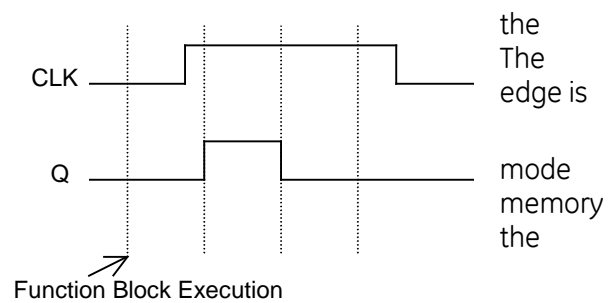 the
The
CLK
edge is
Q
mode
memory
the
Function Block Execution